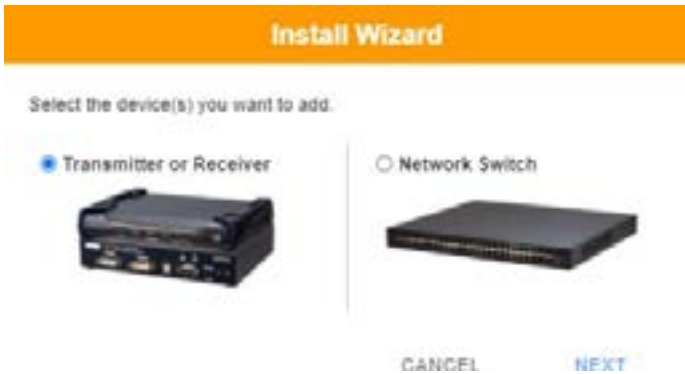 Install Wizard
Select the device(s) you want to add.
Transmitter or Receiver
Network Switch
CANCEL NEXT